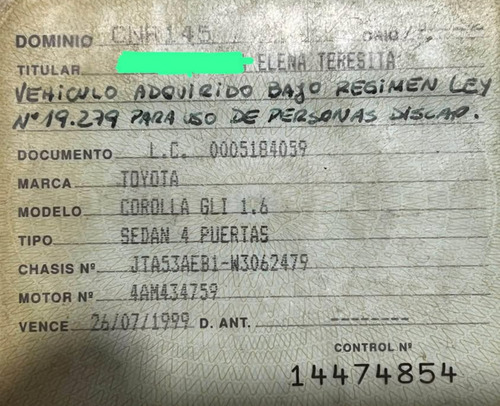 DOMINIO CNR145
TITULAR ELENA TERESITA
VEHICULO ADQUIRIDO BAJO REGIMEN LEY
Nº 19.279 PARA USO DE PERSONAS DISCAP.
DOCUMENTO L.C. 0005184059
MARCA TOYOTA
MODELO COROLLA GLI 1.6
TIPO SEDAN 4 PUERTAS
CHASIS Nº JTA53AEB1-W3062479
MOTOR Nº 4AM434759
VENCE 26/07/1999 D. ANT. --------
CONTROL Nº
14474854